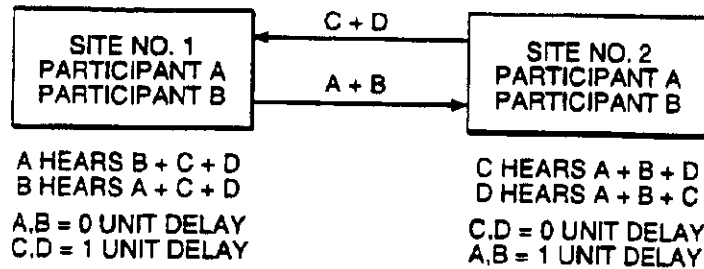 C + D
SITE NO. 1
PARTICIPANT A
PARTICIPANT B
A + B
SITE NO. 2
PARTICIPANT A
PARTICIPANT B
A HEARS B + C + D
B HEARS A + C + D
A,B = 0 UNIT DELAY
C,D = 1 UNIT DELAY
C HEARS A + B + D
D HEARS A + B + C
C,D = 0 UNIT DELAY
A,B = 1 UNIT DELAY